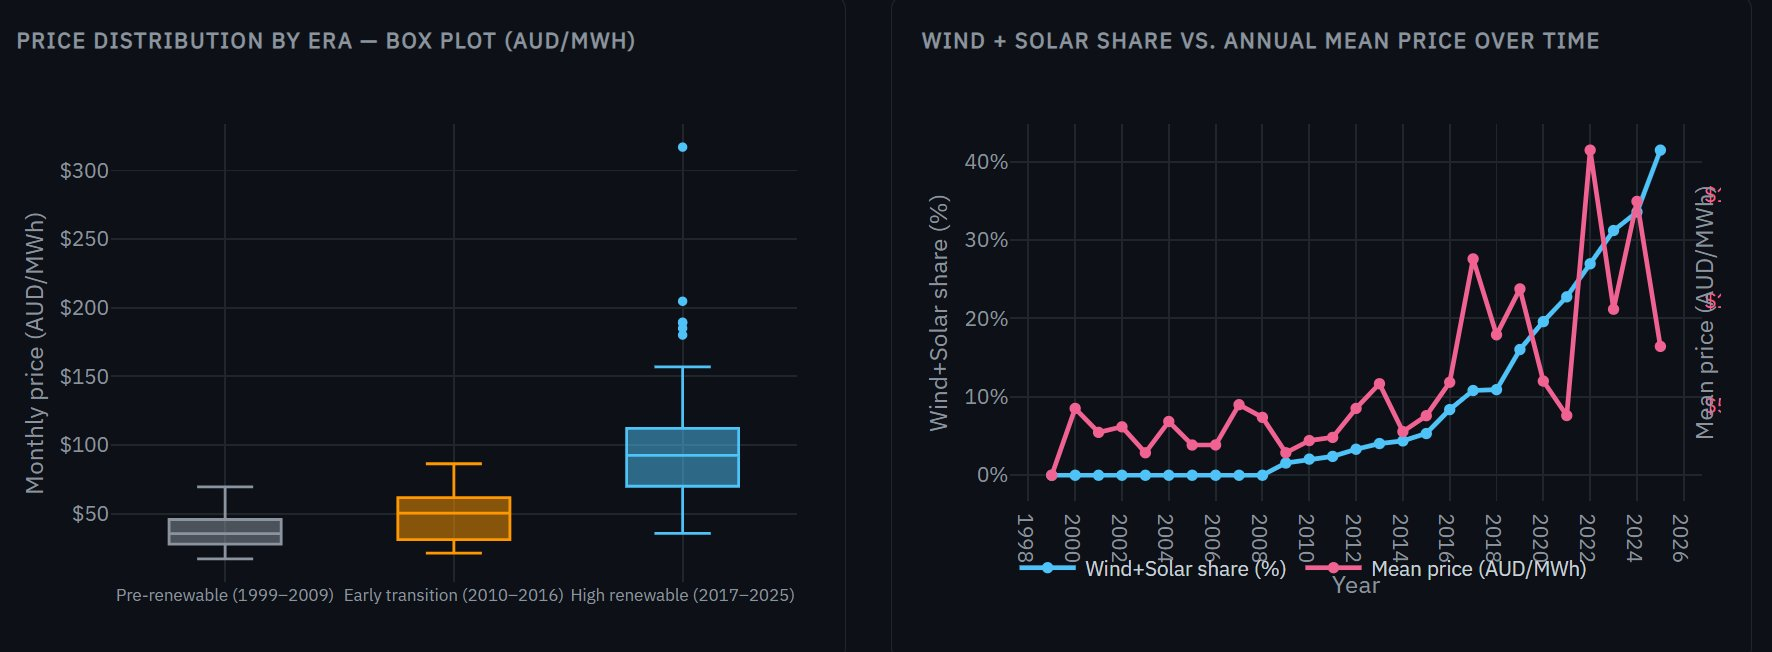 PRICE DISTRIBUTION BY ERA — BOX PLOT (AUD/MWH)
Monthly price (AUD/MWh)
$300
$250
$200
$150
$100
$50
Pre-renewable (1999–2009)
Early transition (2010–2016)
High renewable (2017–2025)
WIND + SOLAR SHARE VS. ANNUAL MEAN PRICE OVER TIME
Wind+Solar share (%)
40%
30%
20%
10%
0%
Mean price (AUD/MWh)
1998
2000
2002
2004
2006
2008
2010
2012
2014
2016
2018
2020
2022
2024
2026
Wind+Solar share (%)
Mean price (AUD/MWh)
Year